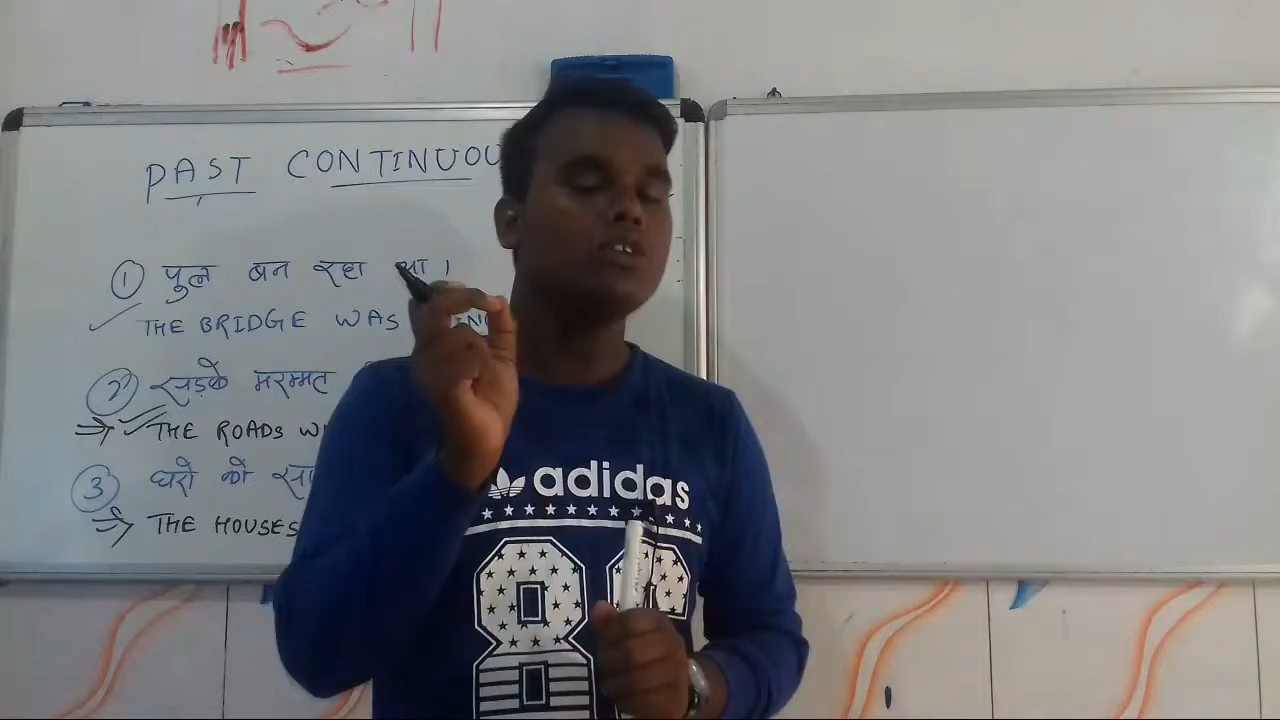 PAST CONTINUOU
① पुल बन रहा था।
THE BRIDGE WAS
② सड़कें मरम्मत
THE ROADS
③ घरो को
THE HOUSES
adidas